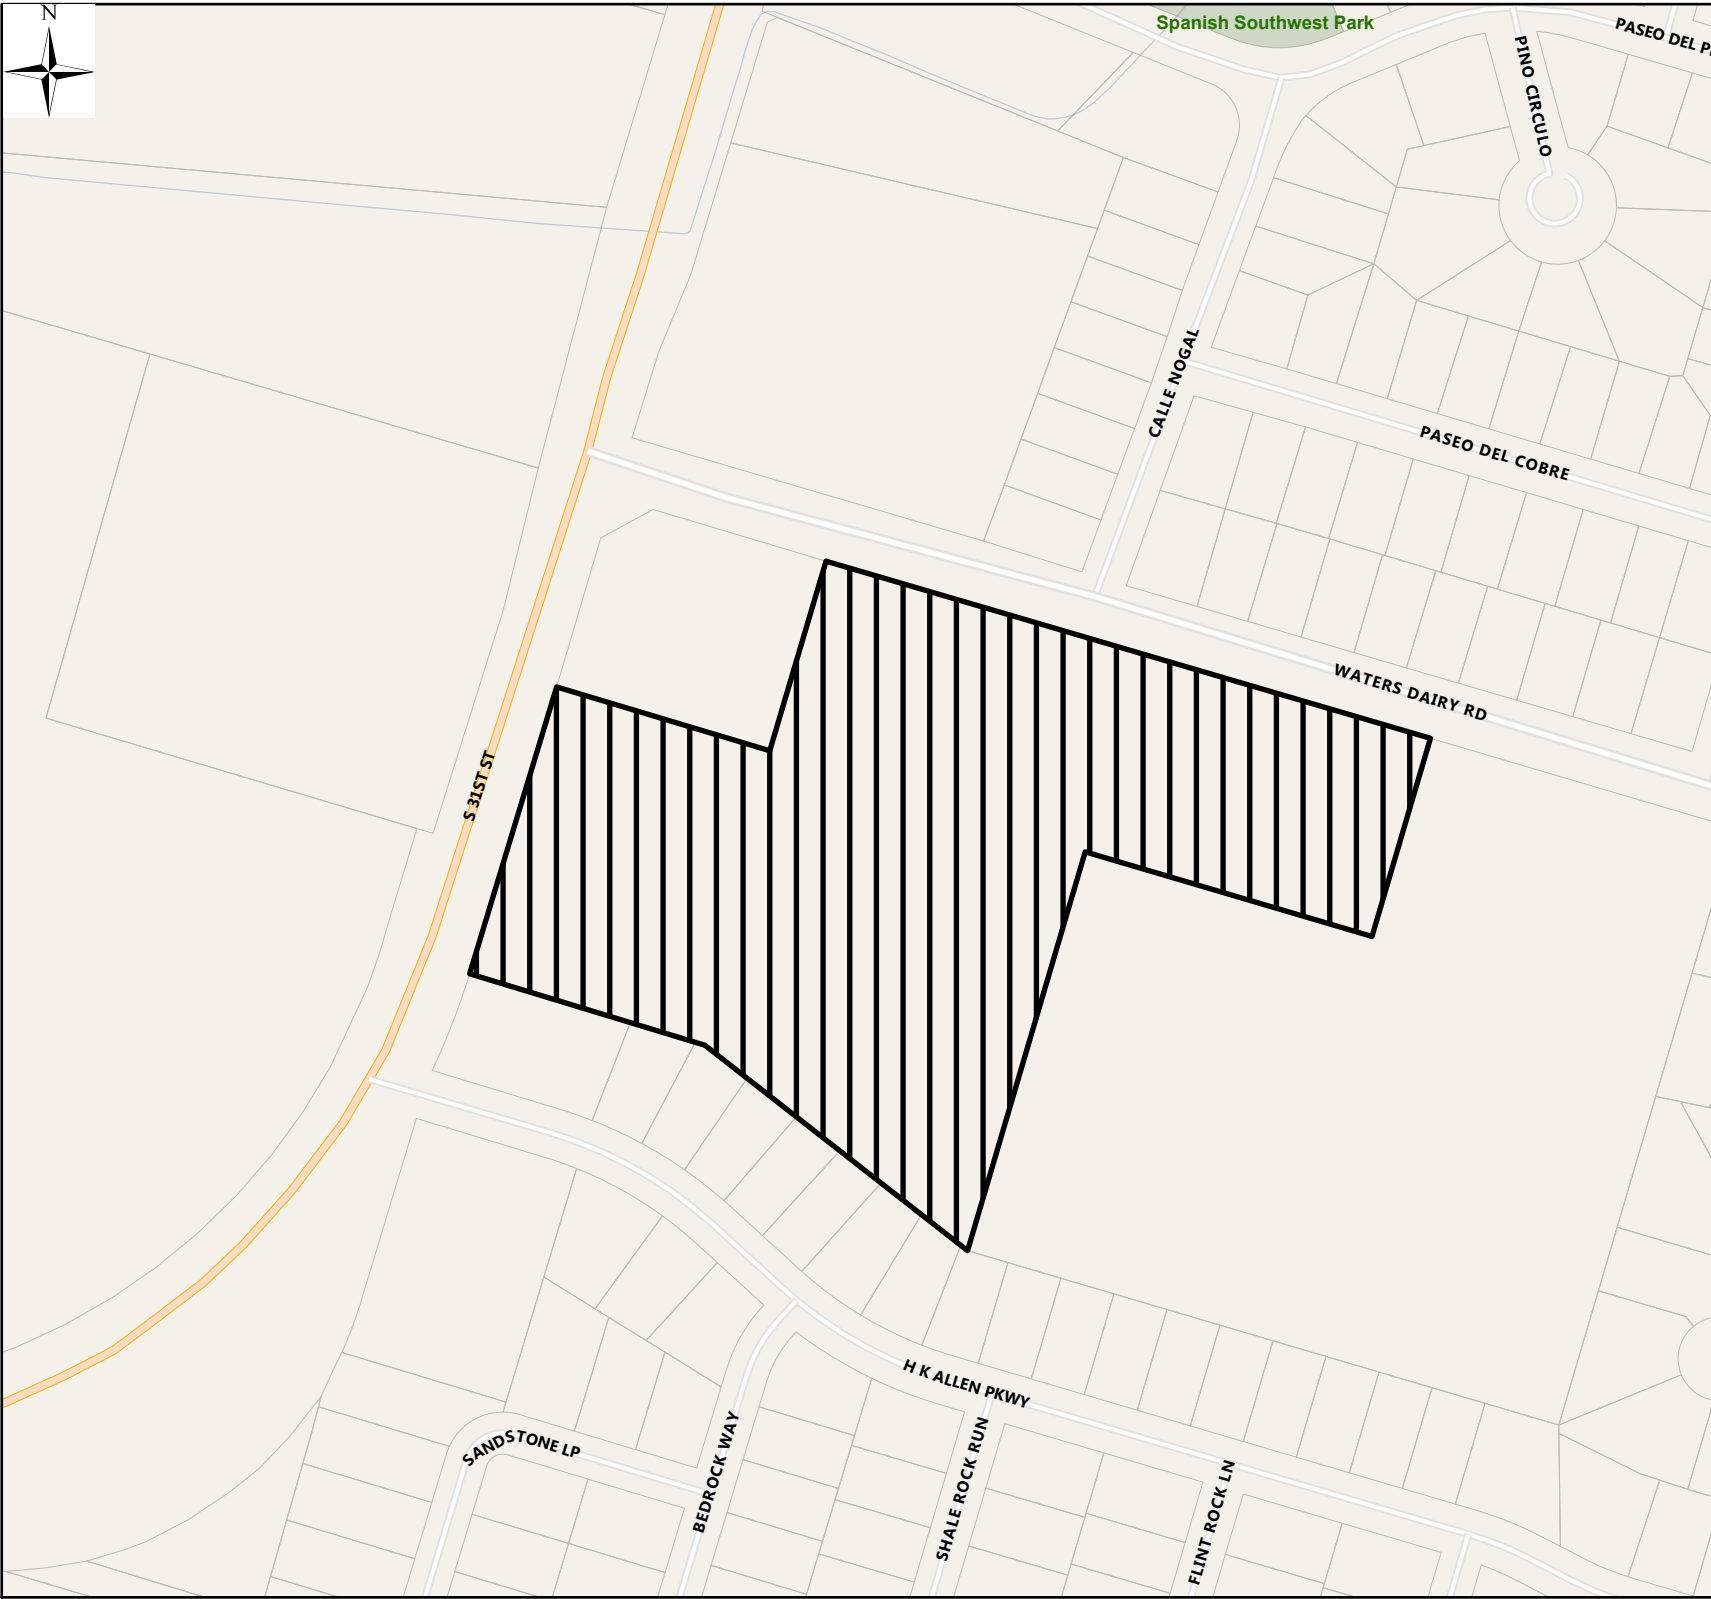 N
Spanish Southwest Park
PASEO DEL P
PINO CIRCULO
CALLE NOGAL
PASEO DEL COBRE
WATERS DAIRY RD
S 31ST ST
H K ALLEN PKWY
SANDSTONE LP
BEDROCK WAY
SHALE ROCK RUN
FLINT ROCK LN